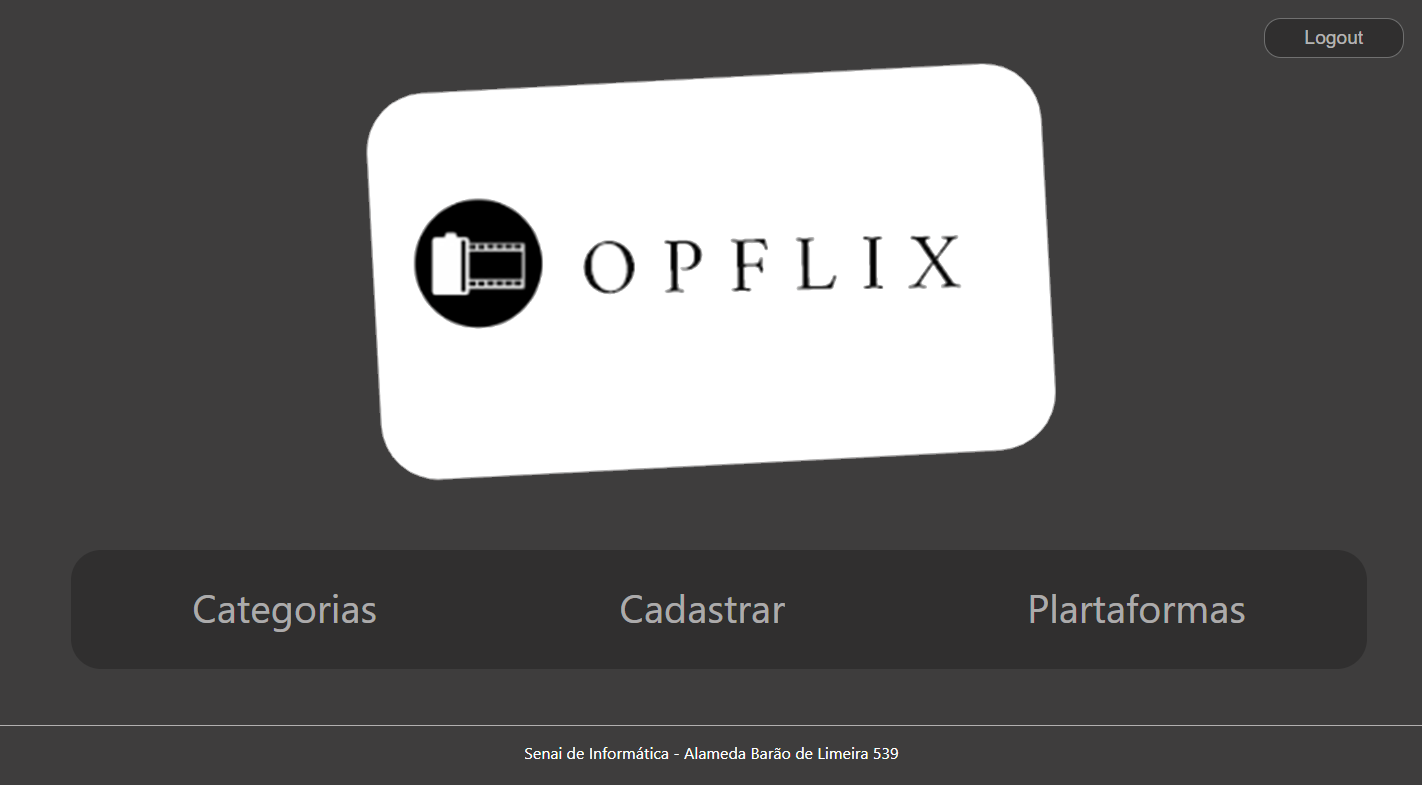 Logout
OPFLIX
Categorias Cadastrar Plartaformas
Senai de Informática - Alameda Barão de Limeira 539